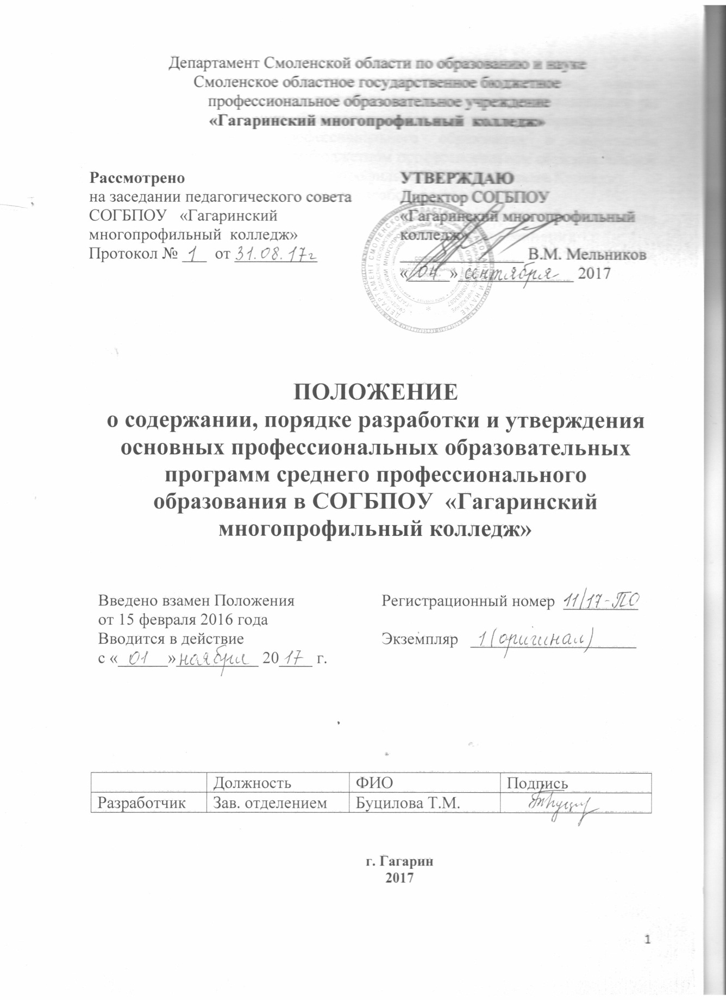 Департамент Смоленской области по образованию и науке
Смоленское областное государственное бюджетное
профессиональное образовательное учреждение
«Гагаринский многопрофильный колледж»
Рассмотрено
на заседании педагогического совета
СОГБПОУ «Гагаринский
многопрофильный колледж»
Протокол № 1 от 31.08.17г
УТВЕРЖДАЮ
Директор СОГБПОУ
«Гагаринский многопрофильный
колледж»
В.М. Мельников
«04» сентября 2017
ПОЛОЖЕНИЕ
о содержании, порядке разработки и утверждения
основных профессиональных образовательных
программ среднего профессионального
образования в СОГБПОУ «Гагаринский
многопрофильный колледж»
Введено взамен Положения
от 15 февраля 2016 года
Вводится в действие
с «01» ноября 2017 г.
Регистрационный номер 11/17-ПО
Экземпляр 1 (оригинал)
Должность ФИО Подпись
Разработчик Зав. отделением Буцилова Т.М.
г. Гагарин
2017
1